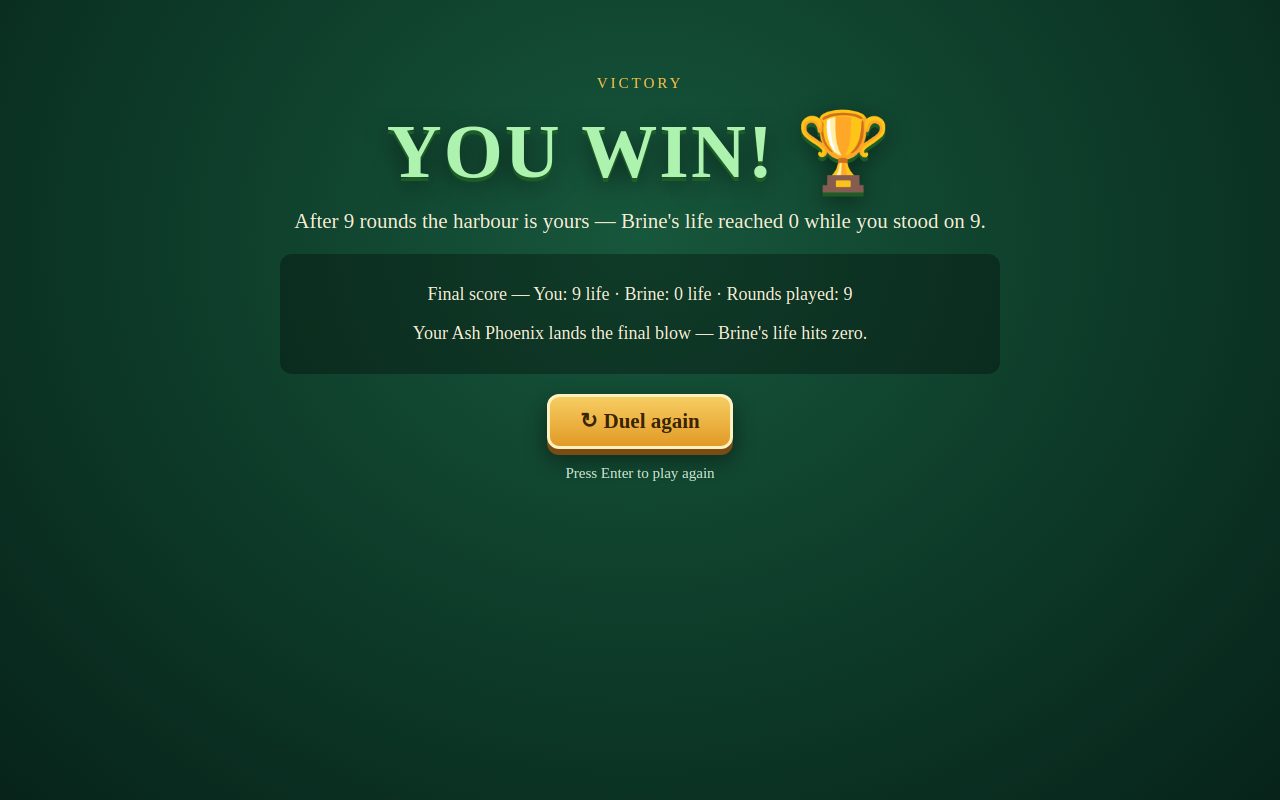 VICTORY
YOU WIN! 🏆
After 9 rounds the harbour is yours — Brine's life reached 0 while you stood on 9.
Final score — You: 9 life · Brine: 0 life · Rounds played: 9
Your Ash Phoenix lands the final blow — Brine's life hits zero.
↻ Duel again
Press Enter to play again